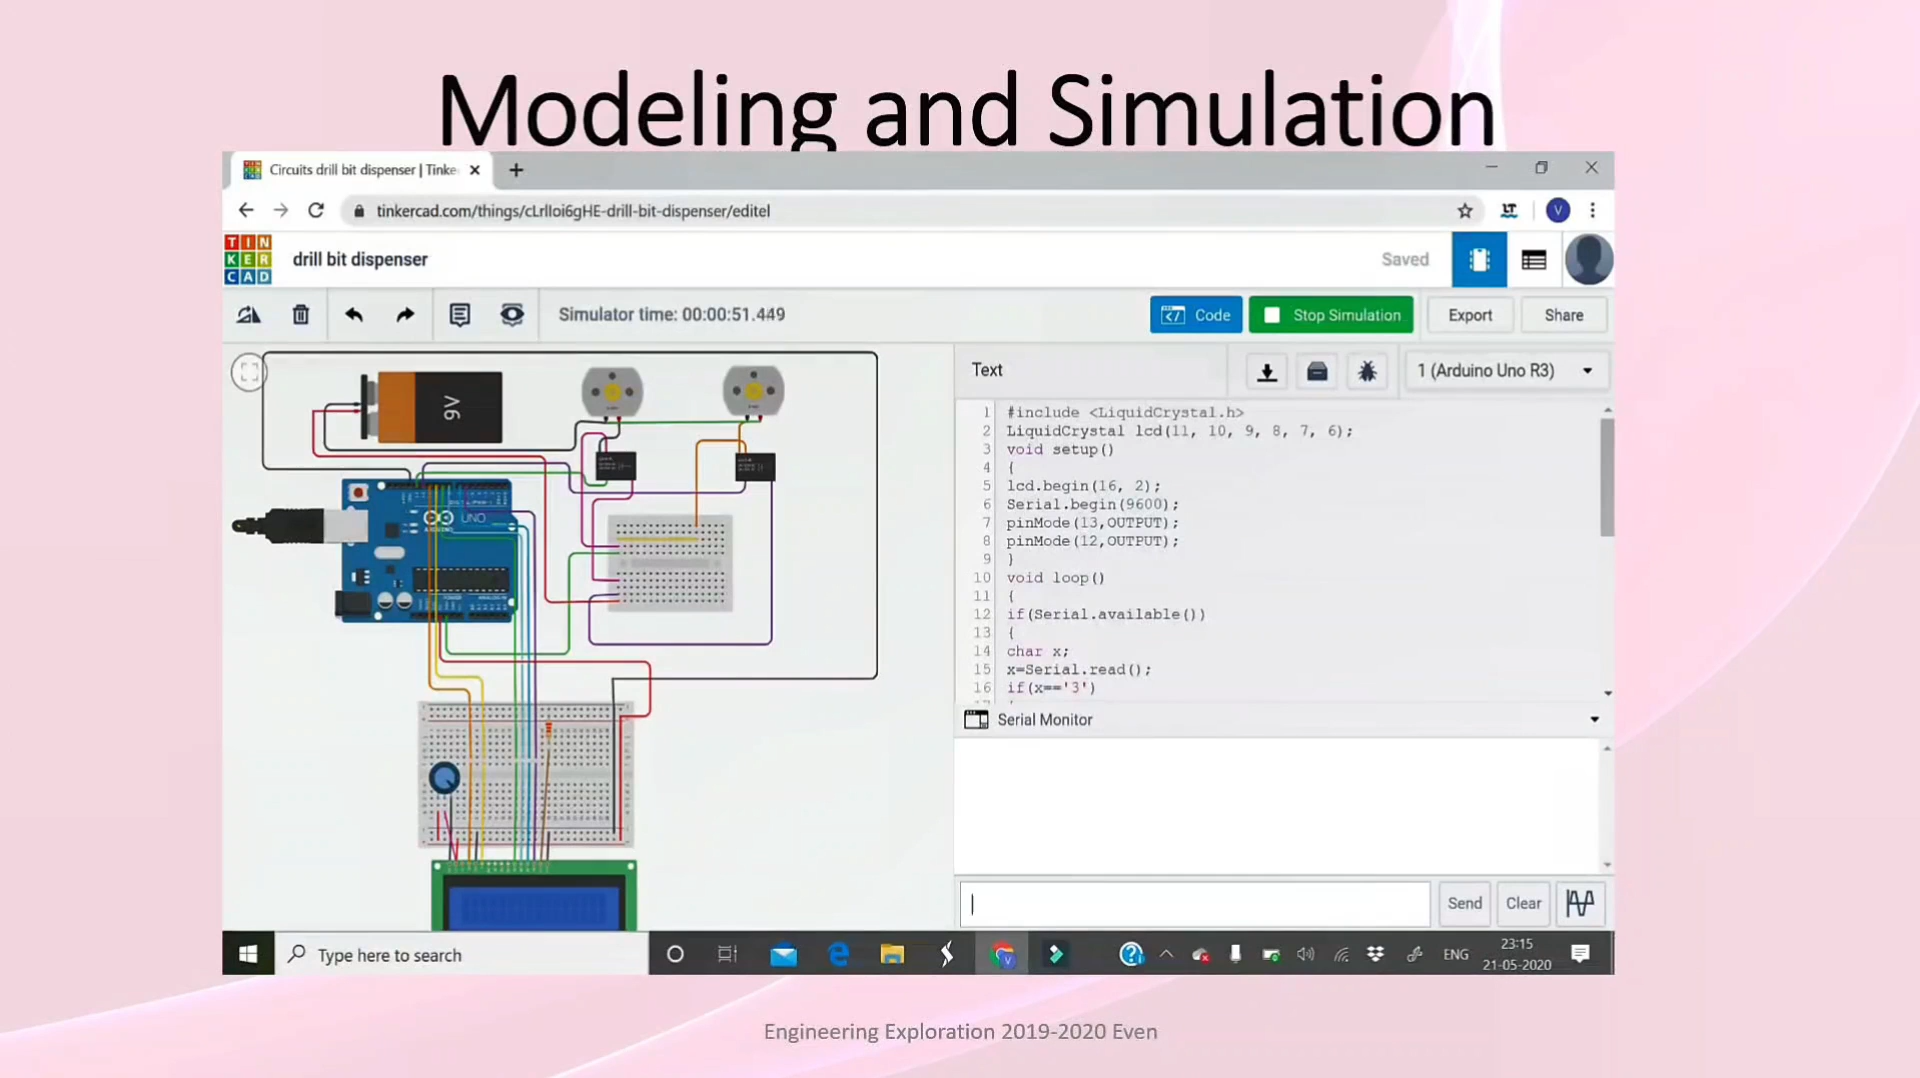 Modeling and Simulation
Circuits drill bit dispenser | Tinke
tinkercad.com/things/cLrlIoi6gHE-drill-bit-dispenser/editel
V
TIN
KER
CAD
drill bit dispenser
Saved
Simulator time: 00:00:51.449
Code
Stop Simulation
Export
Share
Text
1 (Arduino Uno R3)
9V
UNO
1 #include <LiquidCrystal.h>
2 LiquidCrystal lcd(11, 10, 9, 8, 7, 6);
3 void setup()
4 {
5 lcd.begin(16, 2);
6 Serial.begin(9600);
7 pinMode(13,OUTPUT);
8 pinMode(12,OUTPUT);
9 }
10 void loop()
11 {
12 if(Serial.available())
13 {
14 char x;
15 x=Serial.read();
16 if(x=='3')
Serial Monitor
Send
Clear
Type here to search
ENG
23:15
21-05-2020
Engineering Exploration 2019-2020 Even